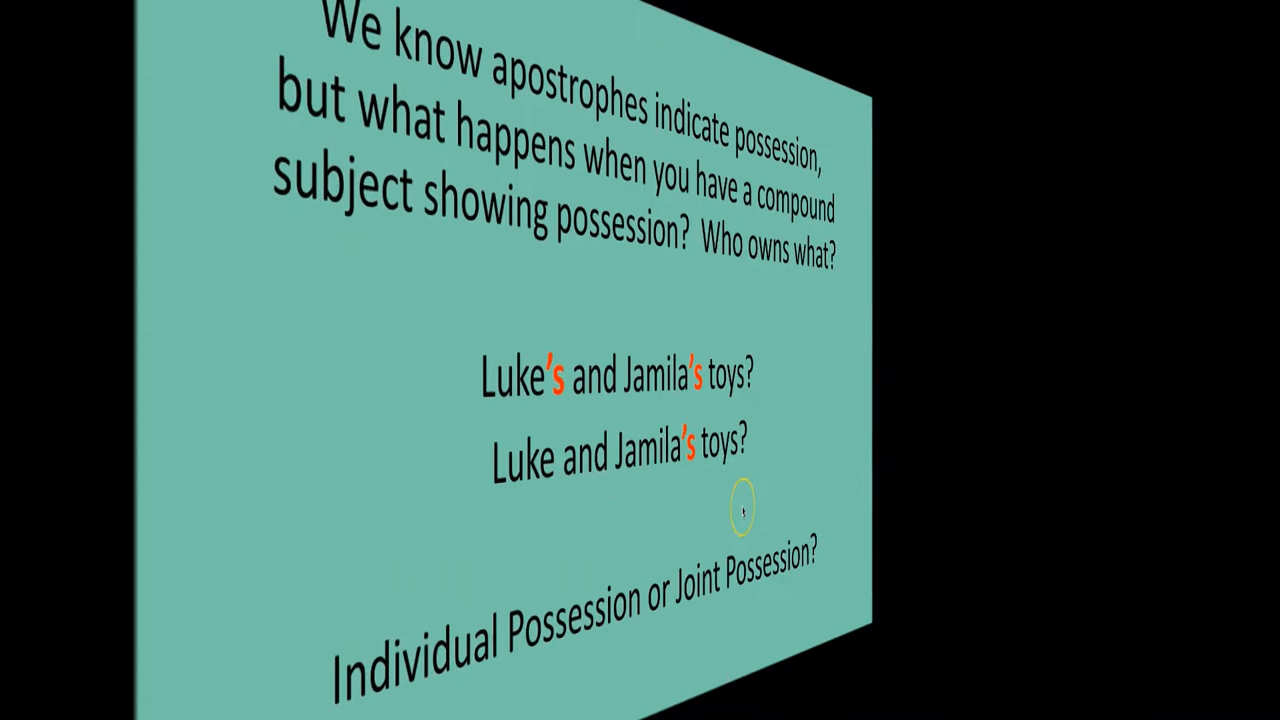 We know apostrophes indicate possession,
but what happens when you have a compound
subject showing possession? Who owns what?
Luke's and Jamila's toys?
Luke and Jamila's toys?
Individual Possession or Joint Possession?